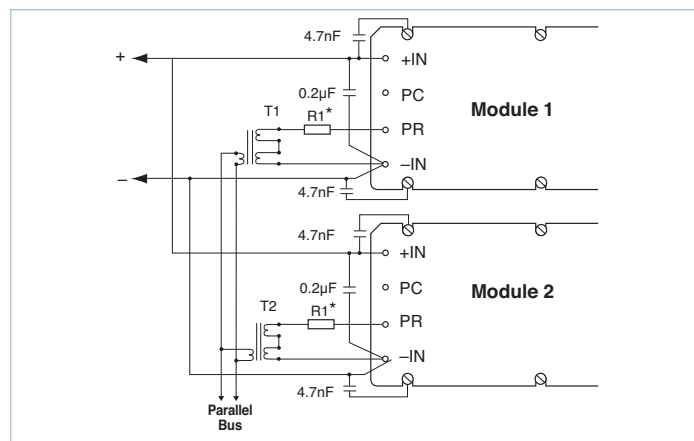 4.7nF
+
+IN
0.2µF
PC
Module 1
T1
R1*
PR
−IN
−
4.7nF
4.7nF
+IN
0.2µF
PC
Module 2
T2
R1*
PR
−IN
4.7nF
Parallel
Bus